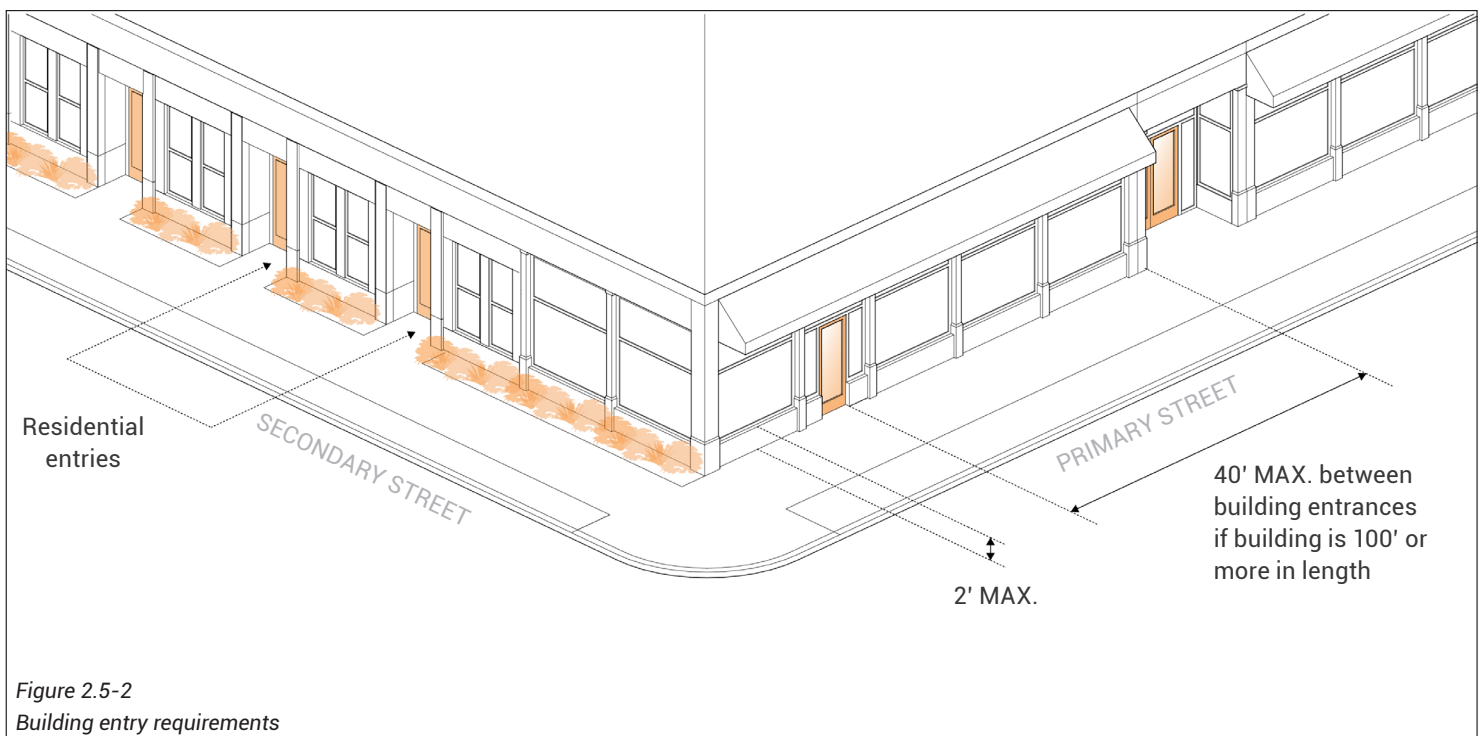 Residential
entries
SECONDARY STREET
PRIMARY STREET
40' MAX. between
building entrances
if building is 100' or
more in length
2' MAX.
Figure 2.5-2
Building entry requirements